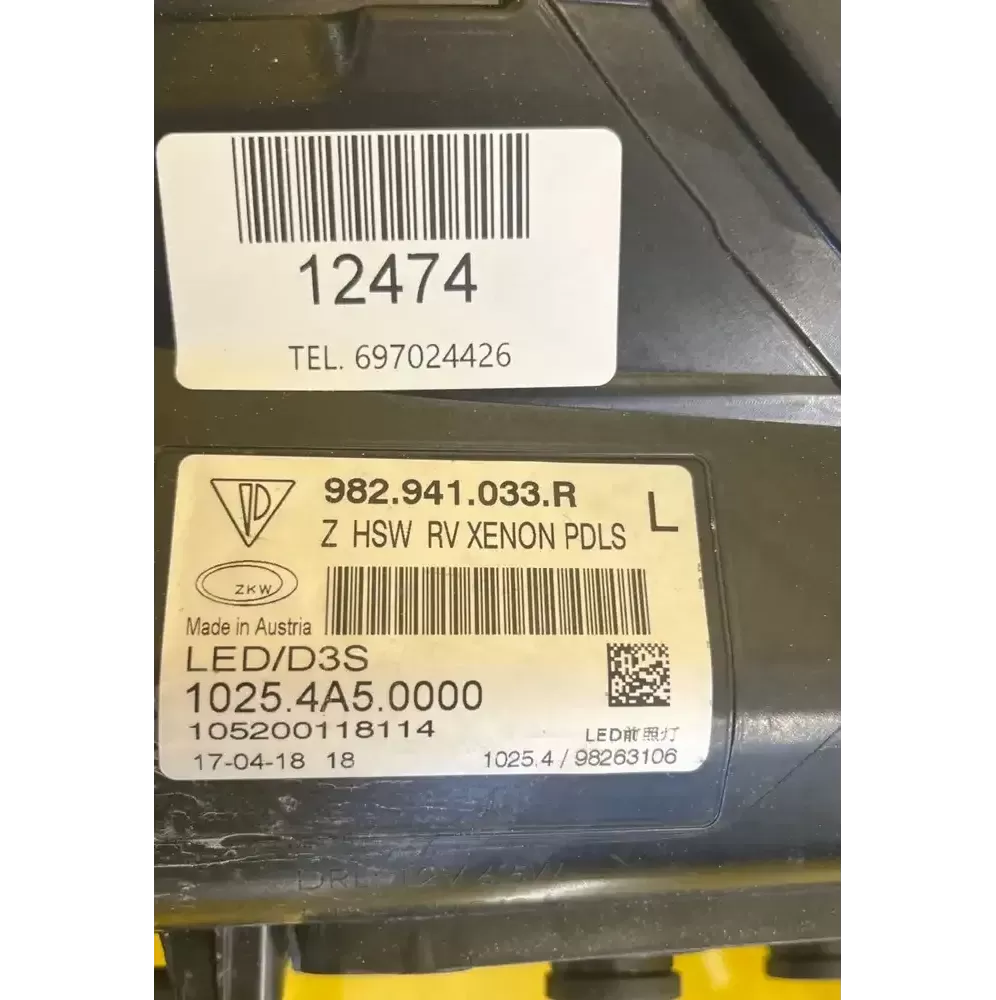 12474
TEL. 697024426
982.941.033.R
L
Z HSW RV XENON PDLS
ZKW
Made in Austria
LED/D3S
1025.4A5.0000
105200118114
LED前照灯
17-04-18 18
1025.4 / 98263106